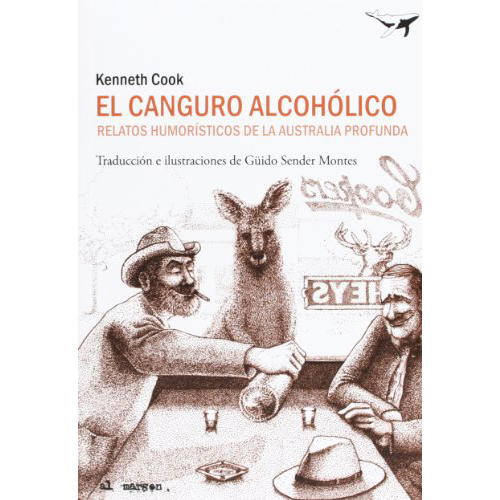 Kenneth Cook
EL CANGURO ALCOHÓLICO
RELATOS HUMORÍSTICOS DE LA AUSTRALIA PROFUNDA
Traducción e ilustraciones de Güido Sender Montes
Coopers
HEYS
al margen.